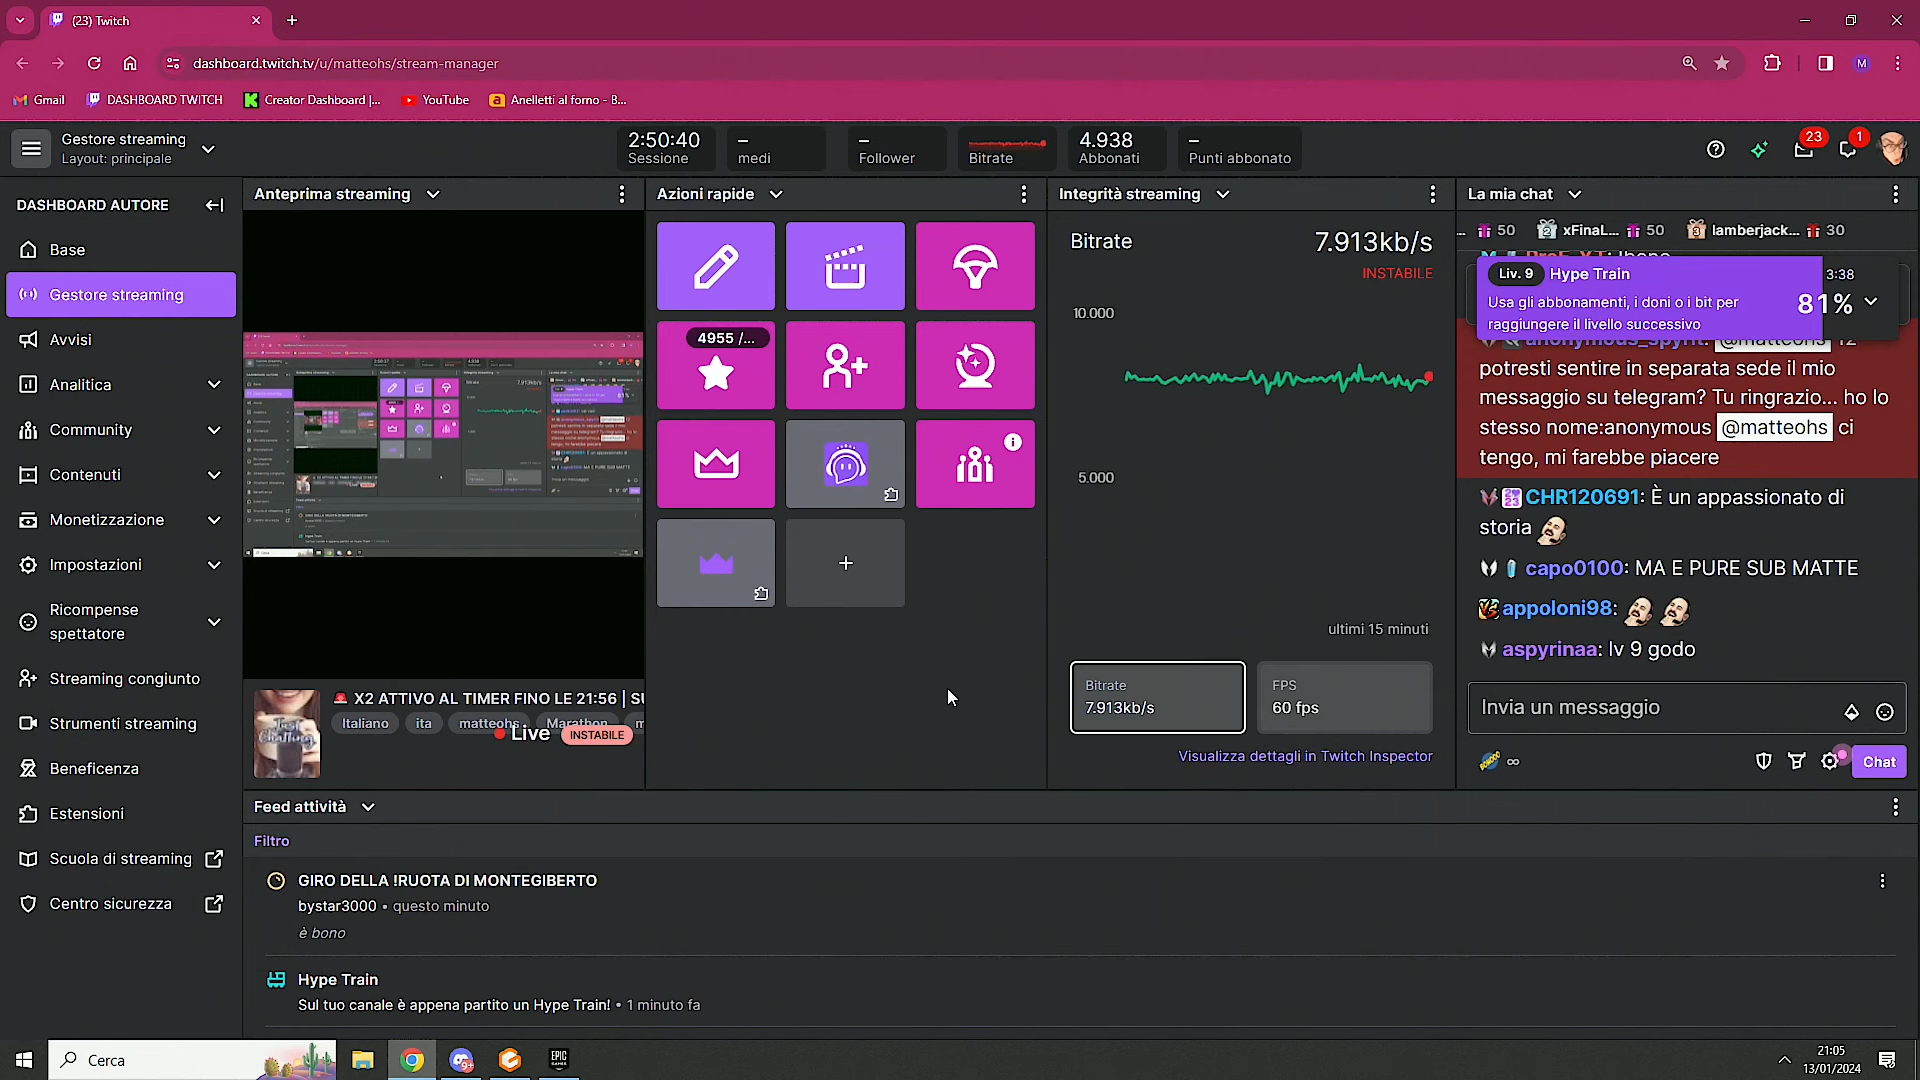 (23) Twitch
dashboard.twitch.tv/u/matteohs/stream-manager
M
Gmail
DASHBOARD TWITCH
Creator Dashboard |...
YouTube
Anelletti al forno - B...
Gestore streaming
Layout: principale
2:50:40
Sessione
–
medi
–
Follower
Bitrate
4.938
Abbonati
–
Punti abbonato
23
1
DASHBOARD AUTORE
Base
Gestore streaming
Avvisi
Analitica
Community
Contenuti
Monetizzazione
Impostazioni
Ricompense
spettatore
Streaming congiunto
Strumenti streaming
Beneficenza
Estensioni
Scuola di streaming
Centro sicurezza
Anteprima streaming
🚨 X2 ATTIVO AL TIMER FINO LE 21:56 | SU
Italiano
ita
matteohs
Marathon
m
Live
INSTABILE
Azioni rapide
4955 /...
+
Integrità streaming
Bitrate
7.913kb/s
INSTABILE
10.000
5.000
ultimi 15 minuti
Bitrate
7.913kb/s
FPS
60 fps
Visualizza dettagli in Twitch Inspector
La mia chat
... 50
2 xFinaL... 50
3 lamberjack... 30
Liv. 9 Hype Train
3:38
Usa gli abbonamenti, i doni o i bit per
raggiungere il livello successivo
81%
@matteohs
potresti sentire in separata sede il mio
messaggio su telegram? Tu ringrazio... ho lo
stesso nome:anonymous @matteohs ci
tengo, mi farebbe piacere
CHR120691: È un appassionato di
storia
capo0100: MA E PURE SUB MATTE
appoloni98:
aspyrinaa: lv 9 godo
Invia un messaggio
∞
Chat
Feed attività
Filtro
GIRO DELLA !RUOTA DI MONTEGIBERTO
bystar3000 • questo minuto
è bono
Hype Train
Sul tuo canale è appena partito un Hype Train! • 1 minuto fa
Cerca
9+
EPIC
GAMES
21:05
13/01/2024